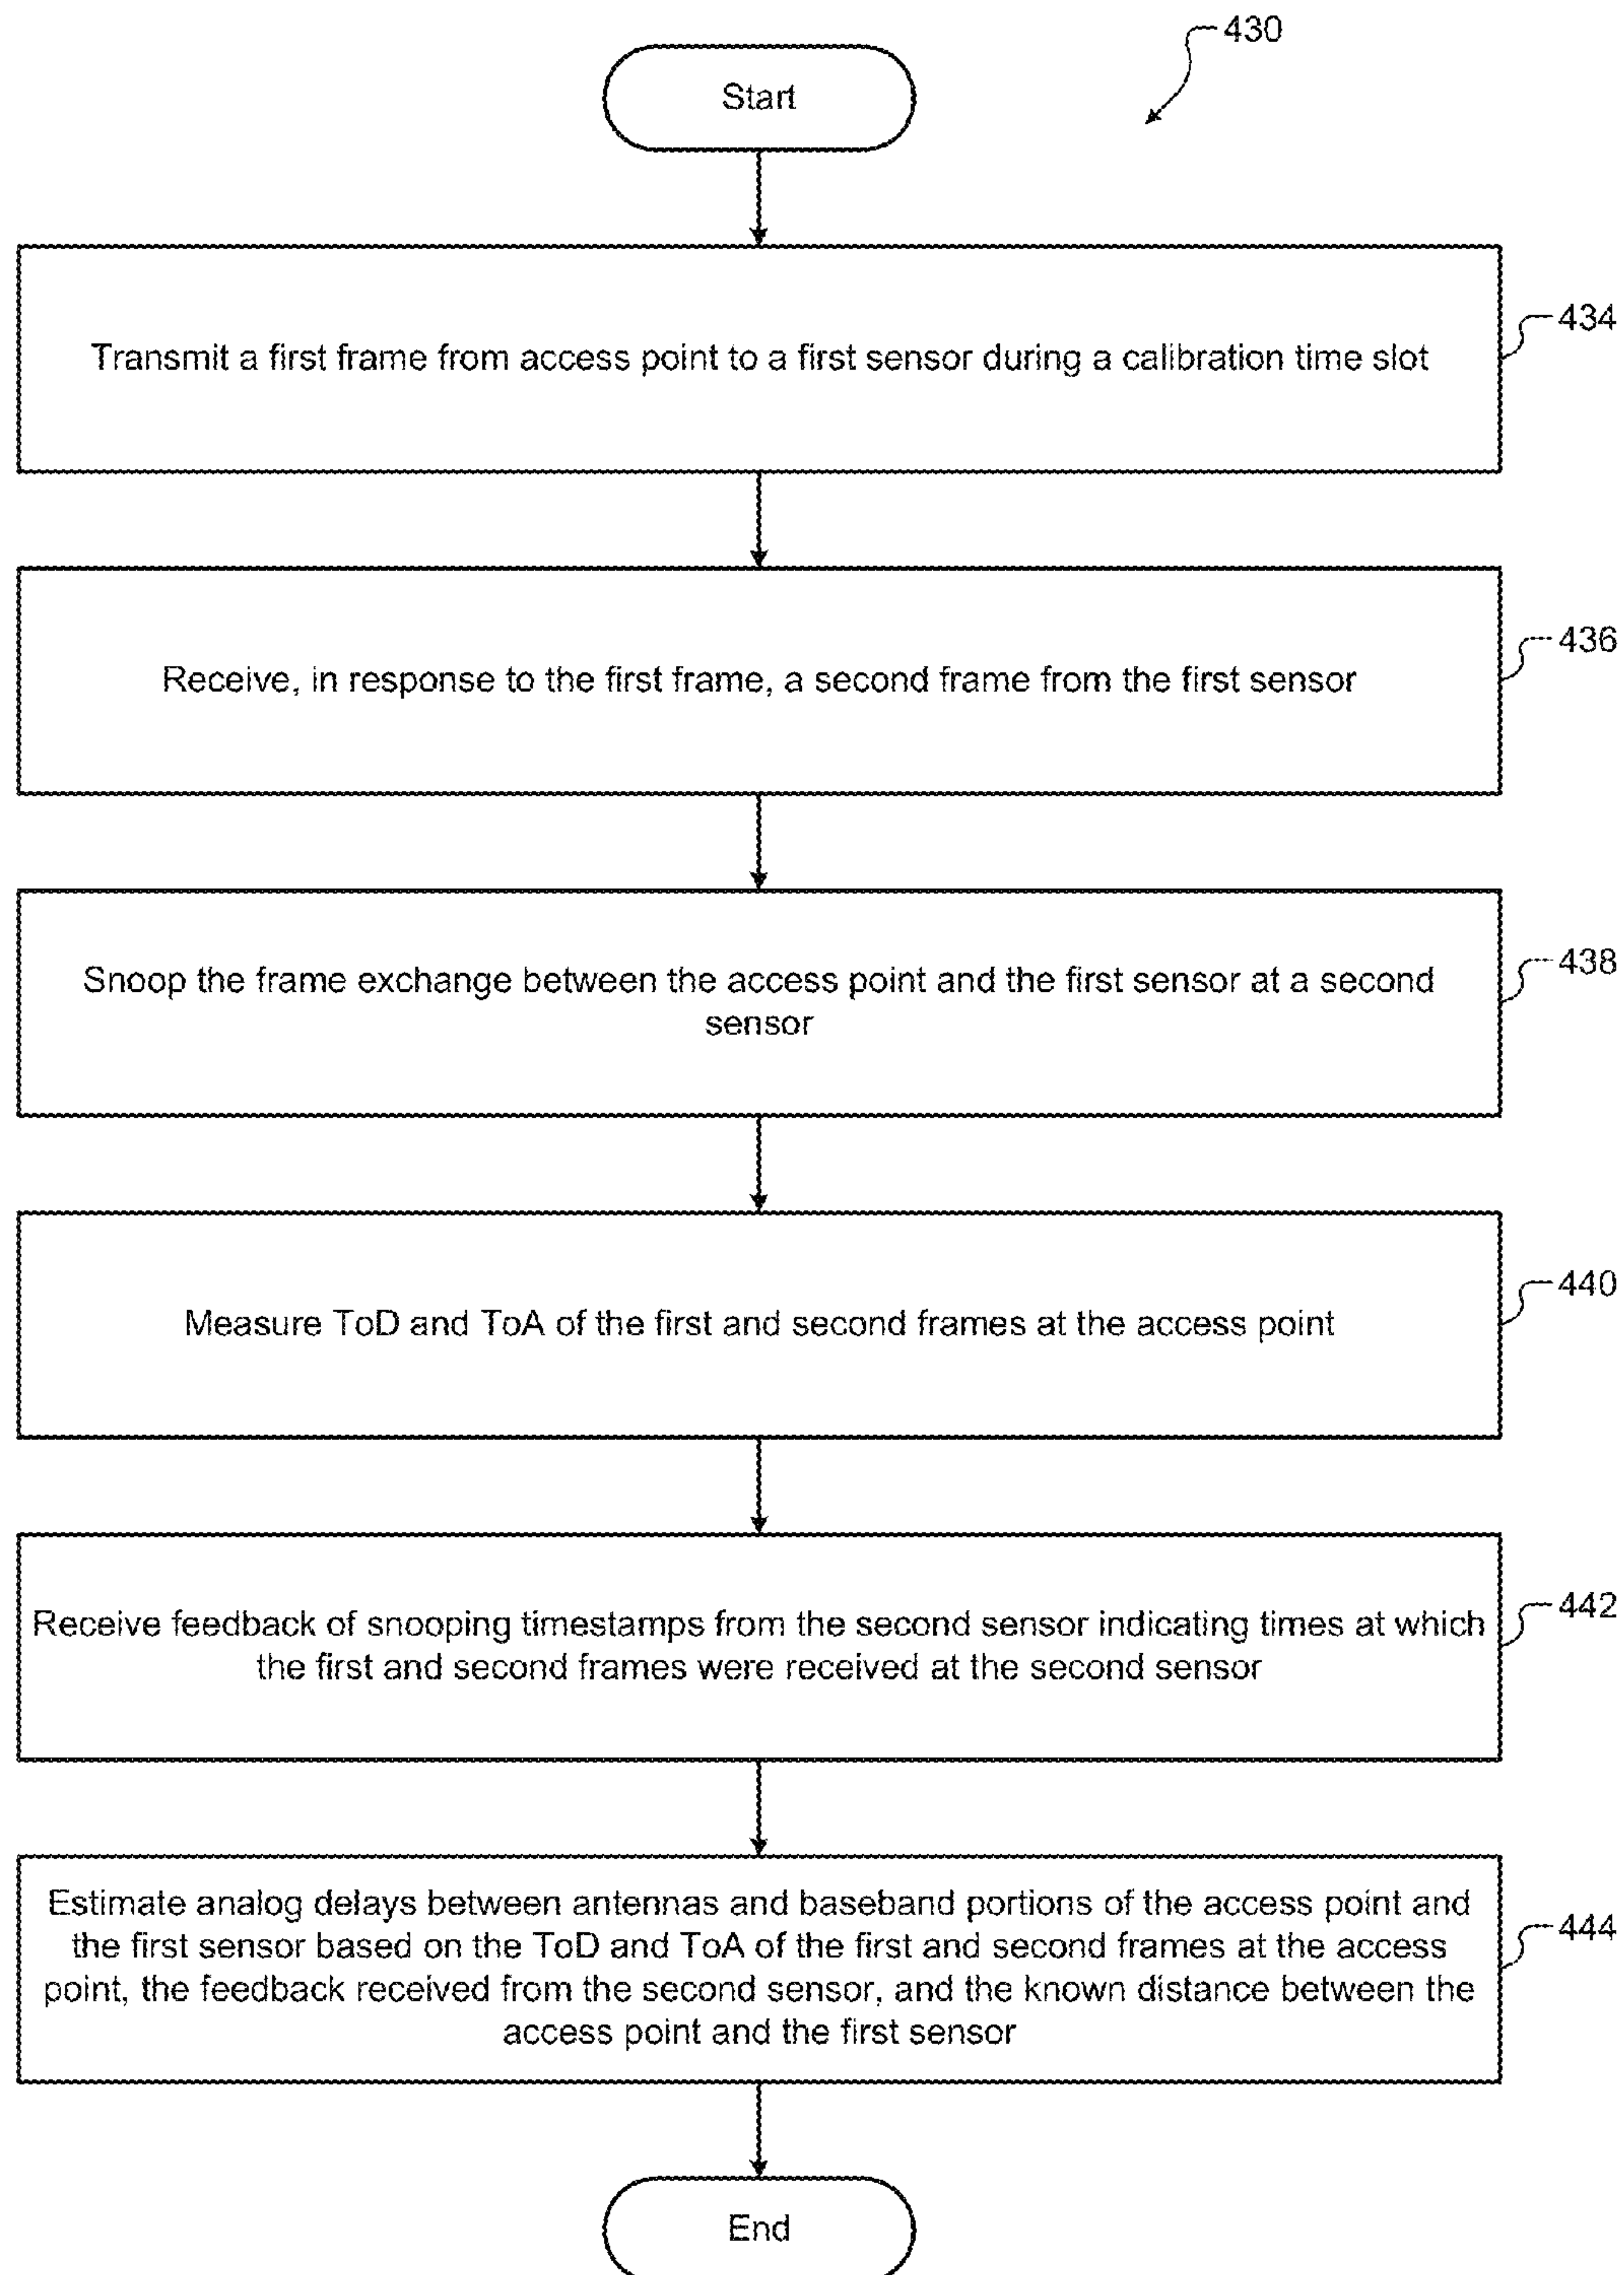 430
Start
Transmit a first frame from access point to a first sensor during a calibration time slot
434
Receive, in response to the first frame, a second frame from the first sensor
436
Snoop the frame exchange between the access point and the first sensor at a second
sensor
438
Measure ToD and ToA of the first and second frames at the access point
440
Receive feedback of snooping timestamps from the second sensor indicating times at which
the first and second frames were received at the second sensor
442
Estimate analog delays between antennas and baseband portions of the access point and
the first sensor based on the ToD and ToA of the first and second frames at the access
point, the feedback received from the second sensor, and the known distance between the
access point and the first sensor
444
End